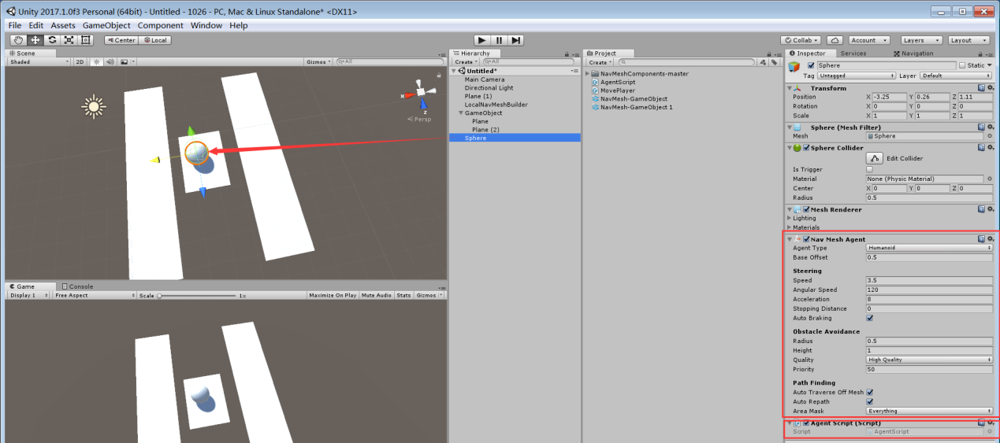 Unity 2017.1.0f3 Personal (64bit) - Untitled - 1026 - PC, Mac & Linux Standalone* <DX11>
File Edit Assets GameObject Component Window Help
Center Local Collab Account Layers Layout
Scene
Shaded 2D Gizmos All
x z
Persp
Game Console
Display 1 Free Aspect Scale 1x Maximize On Play Mute Audio Stats Gizmos
Hierarchy
Create All
Untitled*
Main Camera
Directional Light
Plane (1)
LocalNavMeshBuilder
GameObject
Plane
Plane (2)
Sphere
Project
Create
NavMeshComponents-master
AgentScript
MovePlayer
NavMesh-GameObject
NavMesh-GameObject 1
Inspector Services Navigation
Sphere Static
Tag Untagged Layer Default
Transform
Position X -3.25 Y 0.26 Z 1.11
Rotation X 0 Y 0 Z 0
Scale X 1 Y 1 Z 1
Sphere (Mesh Filter)
Mesh Sphere
Sphere Collider
Edit Collider
Is Trigger
Material None (Physic Material)
Center X 0 Y 0 Z 0
Radius 0.5
Mesh Renderer
Lighting
Materials
Nav Mesh Agent
Agent Type Humanoid
Base Offset 0.5
Steering
Speed 3.5
Angular Speed 120
Acceleration 8
Stopping Distance 0
Auto Braking
Obstacle Avoidance
Radius 0.5
Height 1
Quality High Quality
Priority 50
Path Finding
Auto Traverse Off Mesh
Auto Repath
Area Mask Everything
Agent Script (Script)
Script AgentScript